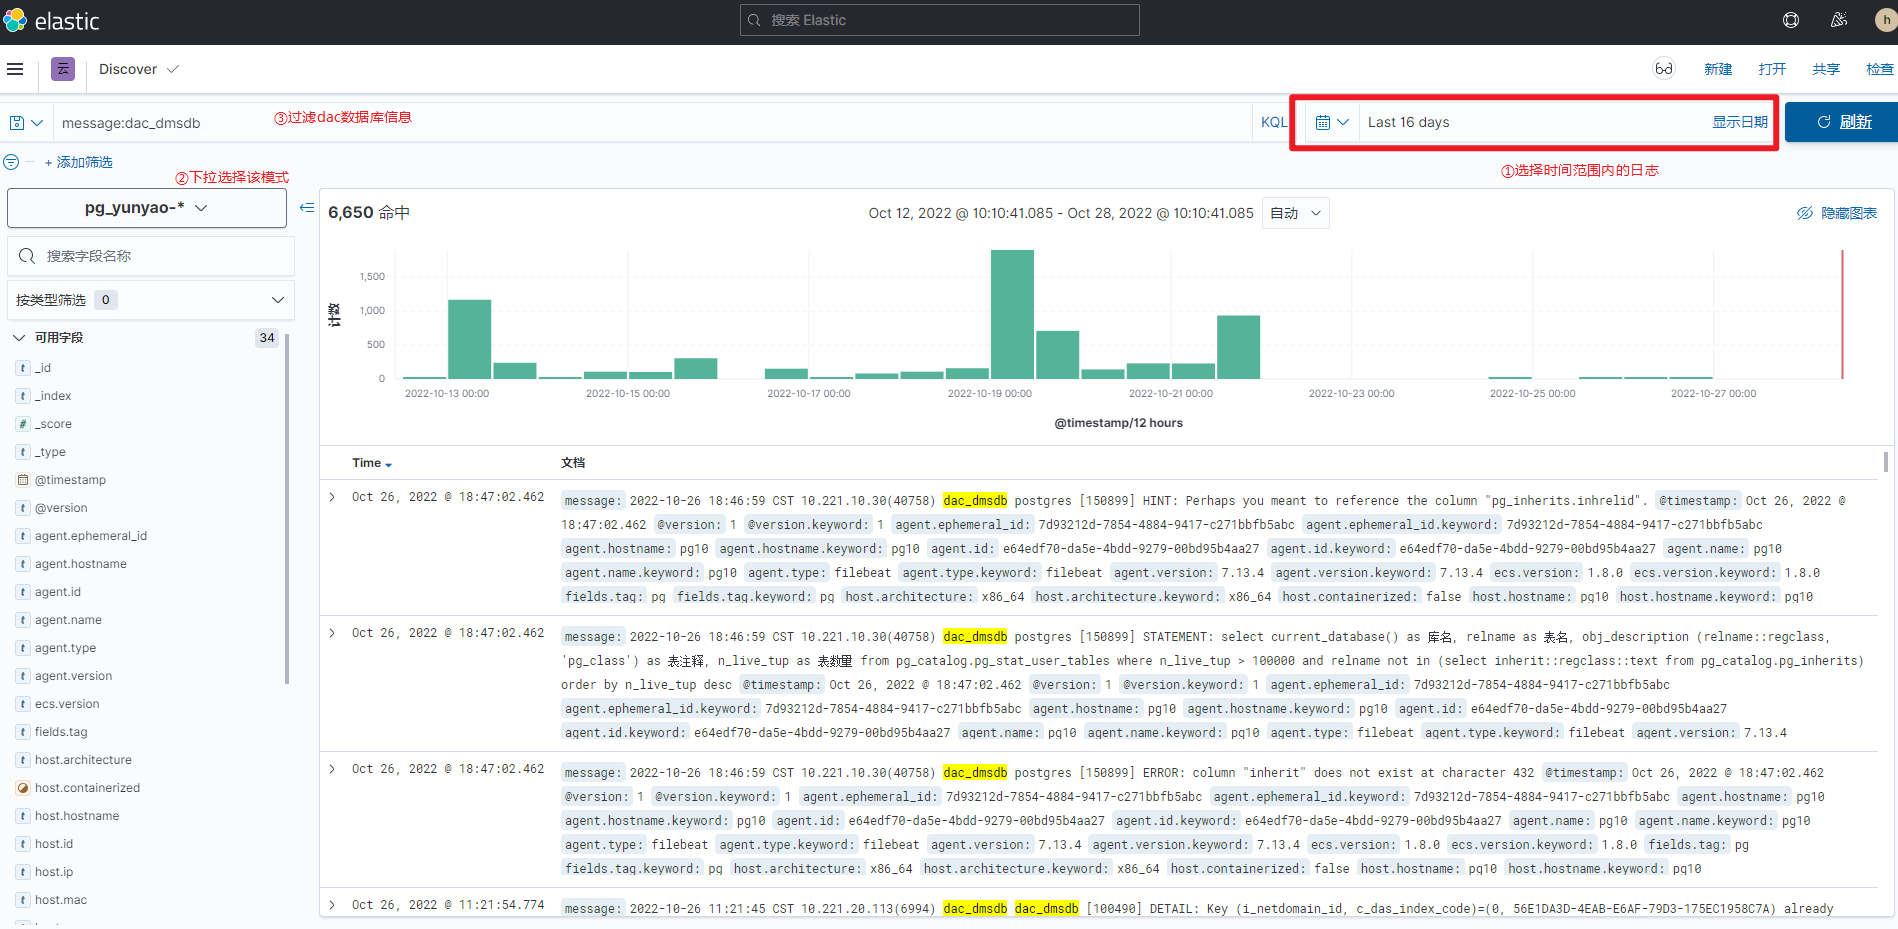 elastic
搜索 Elastic
h
云
Discover
新建
打开
共享
检查
message:dac_dmsdb
③过滤dac数据库信息
KQL
Last 16 days
显示日期
刷新
+ 添加筛选
①选择时间范围内的日志
②下拉选择该模式
pg_yunyao-*
6,650 命中
Oct 12, 2022 @ 10:10:41.085 - Oct 28, 2022 @ 10:10:41.085
自动
隐藏图表
搜索字段名称
按类型筛选 0
可用字段 34
t _id
t _index
# _score
t _type
@timestamp
t @version
t agent.ephemeral_id
t agent.hostname
t agent.id
t agent.name
t agent.type
t agent.version
t ecs.version
t fields.tag
t host.architecture
host.containerized
t host.hostname
t host.id
t host.ip
t host.mac
计数
1,500
1,000
500
0
2022-10-13 00:00
2022-10-15 00:00
2022-10-17 00:00
2022-10-19 00:00
2022-10-21 00:00
2022-10-23 00:00
2022-10-25 00:00
2022-10-27 00:00
@timestamp/12 hours
Time
文档
Oct 26, 2022 @ 18:47:02.462
message: 2022-10-26 18:46:59 CST 10.221.10.30(40758) dac_dmsdb postgres [150899] HINT: Perhaps you meant to reference the column "pg_inherits.inhrelid". @timestamp: Oct 26, 2022 @
18:47:02.462 @version: 1 @version.keyword: 1 agent.ephemeral_id: 7d93212d-7854-4884-9417-c271bbfb5abc agent.ephemeral_id.keyword: 7d93212d-7854-4884-9417-c271bbfb5abc
agent.hostname: pg10 agent.hostname.keyword: pg10 agent.id: e64edf70-da5e-4bdd-9279-00bd95b4aa27 agent.id.keyword: e64edf70-da5e-4bdd-9279-00bd95b4aa27 agent.name: pg10
agent.name.keyword: pg10 agent.type: filebeat agent.type.keyword: filebeat agent.version: 7.13.4 agent.version.keyword: 7.13.4 ecs.version: 1.8.0 ecs.version.keyword: 1.8.0
fields.tag: pg fields.tag.keyword: pg host.architecture: x86_64 host.architecture.keyword: x86_64 host.containerized: false host.hostname: pg10 host.hostname.keyword: pg10
Oct 26, 2022 @ 18:47:02.462
message: 2022-10-26 18:46:59 CST 10.221.10.30(40758) dac_dmsdb postgres [150899] STATEMENT: select current_database() as 库名, relname as 表名, obj_description (relname::regclass,
'pg_class') as 表注释, n_live_tup as 表数量 from pg_catalog.pg_stat_user_tables where n_live_tup > 100000 and relname not in (select inherit::regclass::text from pg_catalog.pg_inherits)
order by n_live_tup desc @timestamp: Oct 26, 2022 @ 18:47:02.462 @version: 1 @version.keyword: 1 agent.ephemeral_id: 7d93212d-7854-4884-9417-c271bbfb5abc
agent.ephemeral_id.keyword: 7d93212d-7854-4884-9417-c271bbfb5abc agent.hostname: pg10 agent.hostname.keyword: pg10 agent.id: e64edf70-da5e-4bdd-9279-00bd95b4aa27
agent.id.keyword: e64edf70-da5e-4bdd-9279-00bd95b4aa27 agent.name: pg10 agent.name.keyword: pg10 agent.type: filebeat agent.type.keyword: filebeat agent.version: 7.13.4
Oct 26, 2022 @ 18:47:02.462
message: 2022-10-26 18:46:59 CST 10.221.10.30(40758) dac_dmsdb postgres [150899] ERROR: column "inherit" does not exist at character 432 @timestamp: Oct 26, 2022 @ 18:47:02.462
@version: 1 @version.keyword: 1 agent.ephemeral_id: 7d93212d-7854-4884-9417-c271bbfb5abc agent.ephemeral_id.keyword: 7d93212d-7854-4884-9417-c271bbfb5abc agent.hostname: pg10
agent.hostname.keyword: pg10 agent.id: e64edf70-da5e-4bdd-9279-00bd95b4aa27 agent.id.keyword: e64edf70-da5e-4bdd-9279-00bd95b4aa27 agent.name: pg10 agent.name.keyword: pg10
agent.type: filebeat agent.type.keyword: filebeat agent.version: 7.13.4 agent.version.keyword: 7.13.4 ecs.version: 1.8.0 ecs.version.keyword: 1.8.0 fields.tag: pg
fields.tag.keyword: pg host.architecture: x86_64 host.architecture.keyword: x86_64 host.containerized: false host.hostname: pg10 host.hostname.keyword: pg10
Oct 26, 2022 @ 11:21:54.774
message: 2022-10-26 11:21:45 CST 10.221.20.113(6994) dac_dmsdb dac_dmsdb [100490] DETAIL: Key (i_netdomain_id, c_das_index_code)=(0, 56E1DA3D-4EAB-E6AF-79D3-175EC1958C7A) already